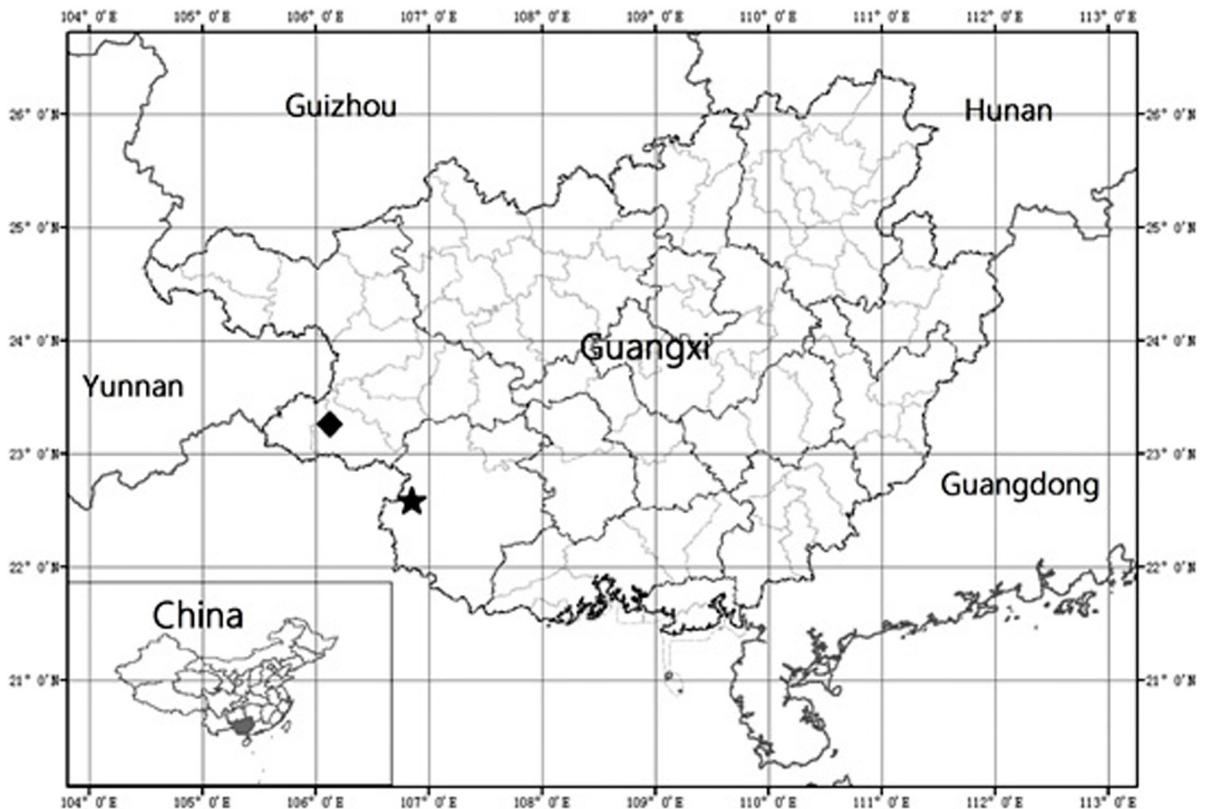 104° 0'E 105° 0'E 106° 0'E 107° 0'E 108° 0'E 109° 0'E 110° 0'E 111° 0'E 112° 0'E 113° 0'E
Guizhou
Hunan
26° 0'N 26° 0'N
25° 0'N 25° 0'N
24° 0'N 24° 0'N
Guangxi
Yunnan
23° 0'N 23° 0'N
Guangdong
22° 0'N 22° 0'N
China
21° 0'N 21° 0'N
104° 0'E 105° 0'E 106° 0'E 107° 0'E 108° 0'E 109° 0'E 110° 0'E 111° 0'E 112° 0'E 113° 0'E